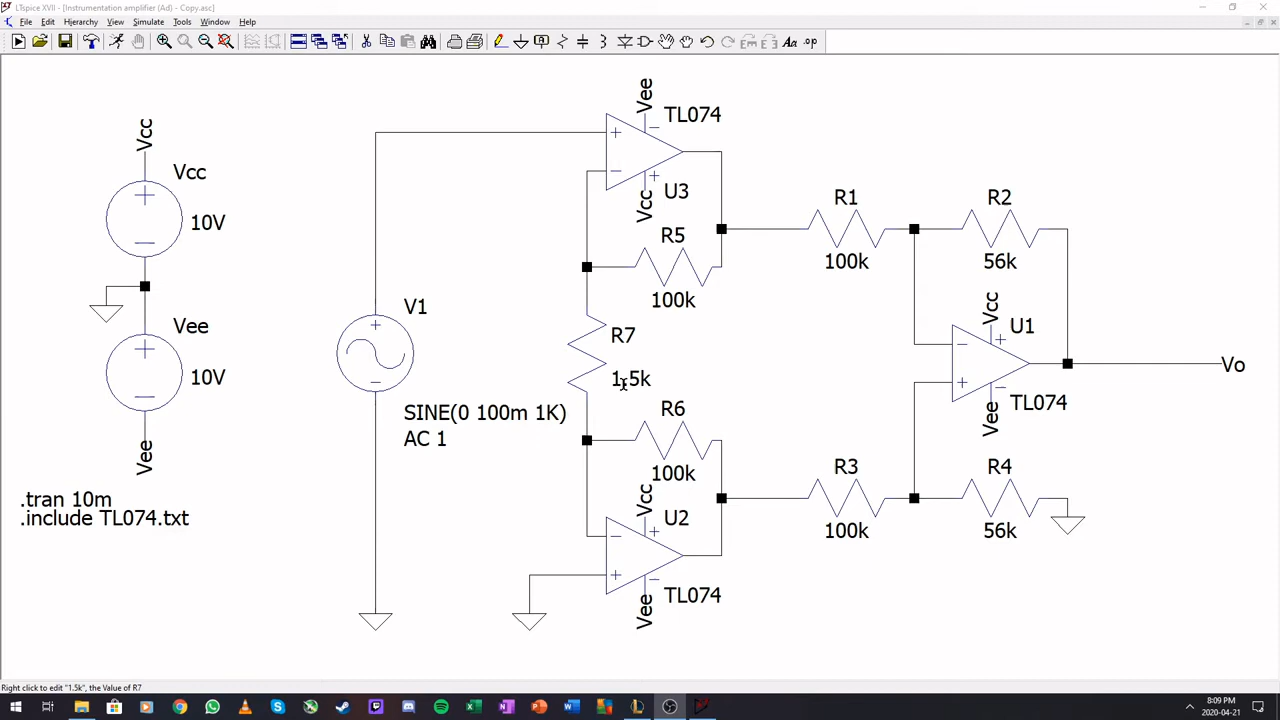 LTspice XVII - [Instrumentation amplifier (Ad) - Copy.asc]
File Edit Hierarchy View Simulate Tools Window Help
Vcc
Vcc
10V
Vee
10V
Vee
.tran 10m
.include TL074.txt
V1
SINE(0 100m 1K)
AC 1
Vee
TL074
U3
Vcc
R5
100k
R7
1.5k
R6
100k
Vcc
U2
TL074
Vee
R1
100k
R2
56k
Vcc
U1
TL074
Vee
Vo
R3
100k
R4
56k
Right click to edit "1.5k", the Value of R7
8:09 PM
2020-04-21